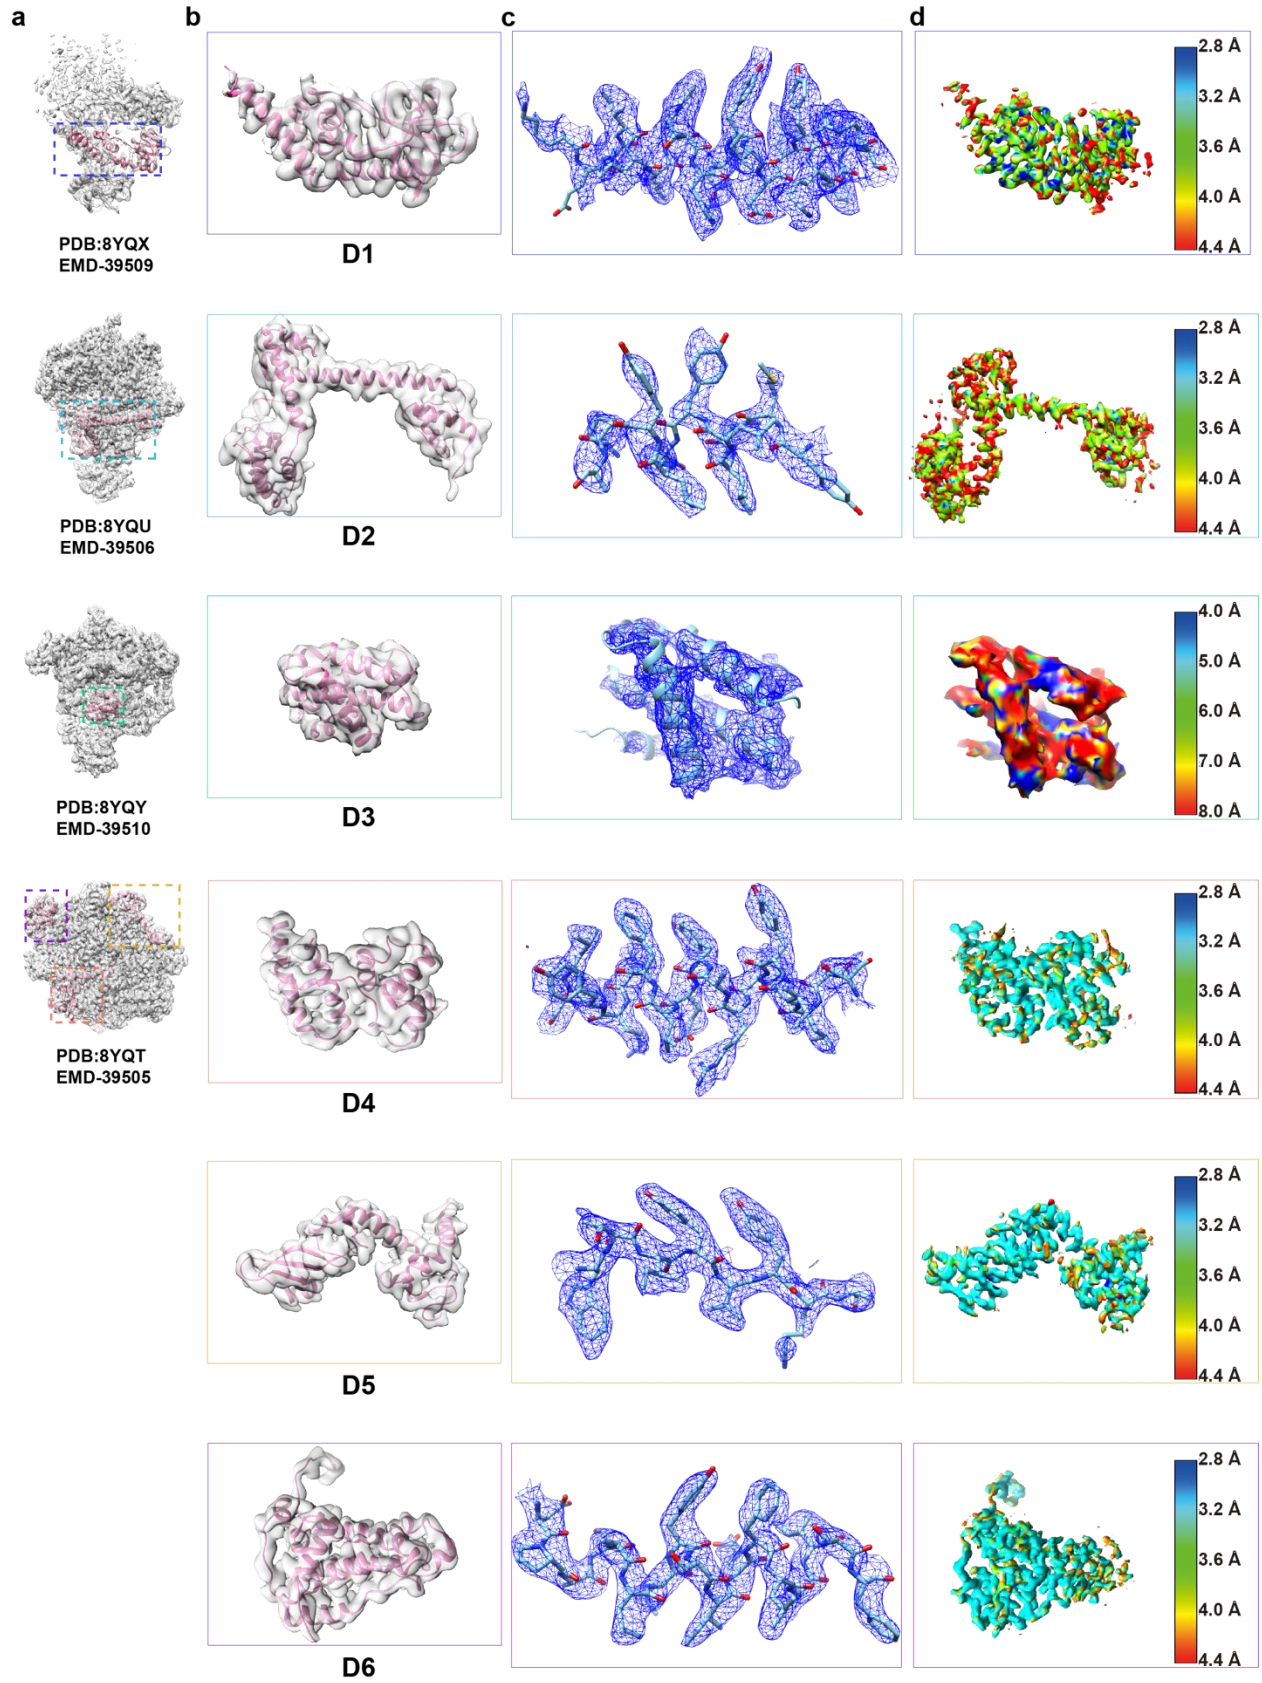 a b c d
2.8 Å
3.2 Å
3.6 Å
4.0 Å
4.4 Å
PDB:8YQX
EMD-39509
D1
2.8 Å
3.2 Å
3.6 Å
4.0 Å
4.4 Å
PDB:8YQU
EMD-39506
D2
4.0 Å
5.0 Å
6.0 Å
7.0 Å
8.0 Å
PDB:8YQY
EMD-39510
D3
2.8 Å
3.2 Å
3.6 Å
4.0 Å
4.4 Å
PDB:8YQT
EMD-39505
D4
2.8 Å
3.2 Å
3.6 Å
4.0 Å
4.4 Å
D5
2.8 Å
3.2 Å
3.6 Å
4.0 Å
4.4 Å
D6